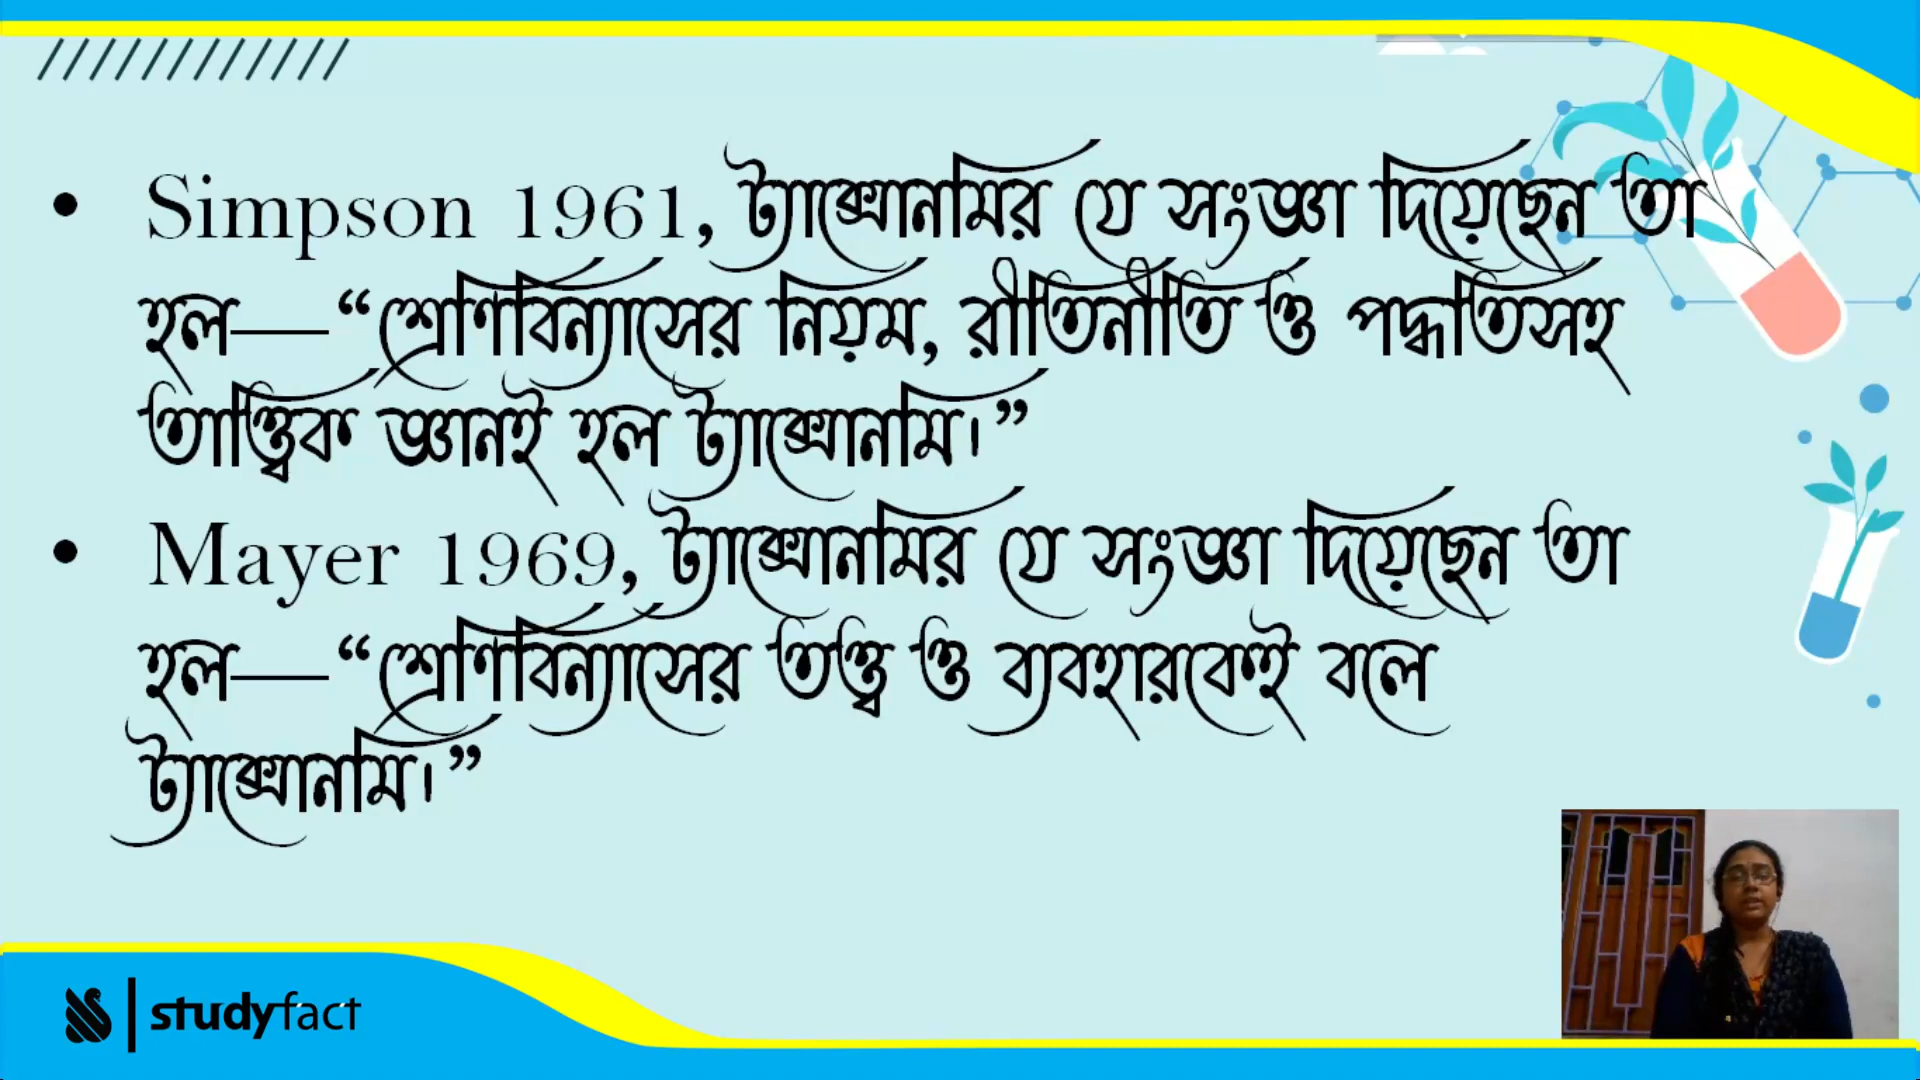 • Simpson 1961, ট্যাক্সোনমির যে সংজ্ঞা দিয়েছেন তা
হল—“শ্রেণিবিন্যাসের নিয়ম, রীতিনীতি ও পদ্ধতিসহ
তাত্ত্বিক জ্ঞানই হল ট্যাক্সোনমি।”
• Mayer 1969, ট্যাক্সোনমির যে সংজ্ঞা দিয়েছেন তা
হল—“শ্রেণিবিন্যাসের তত্ত্ব ও ব্যবহারকেই বলে
ট্যাক্সোনমি।”
studyfact